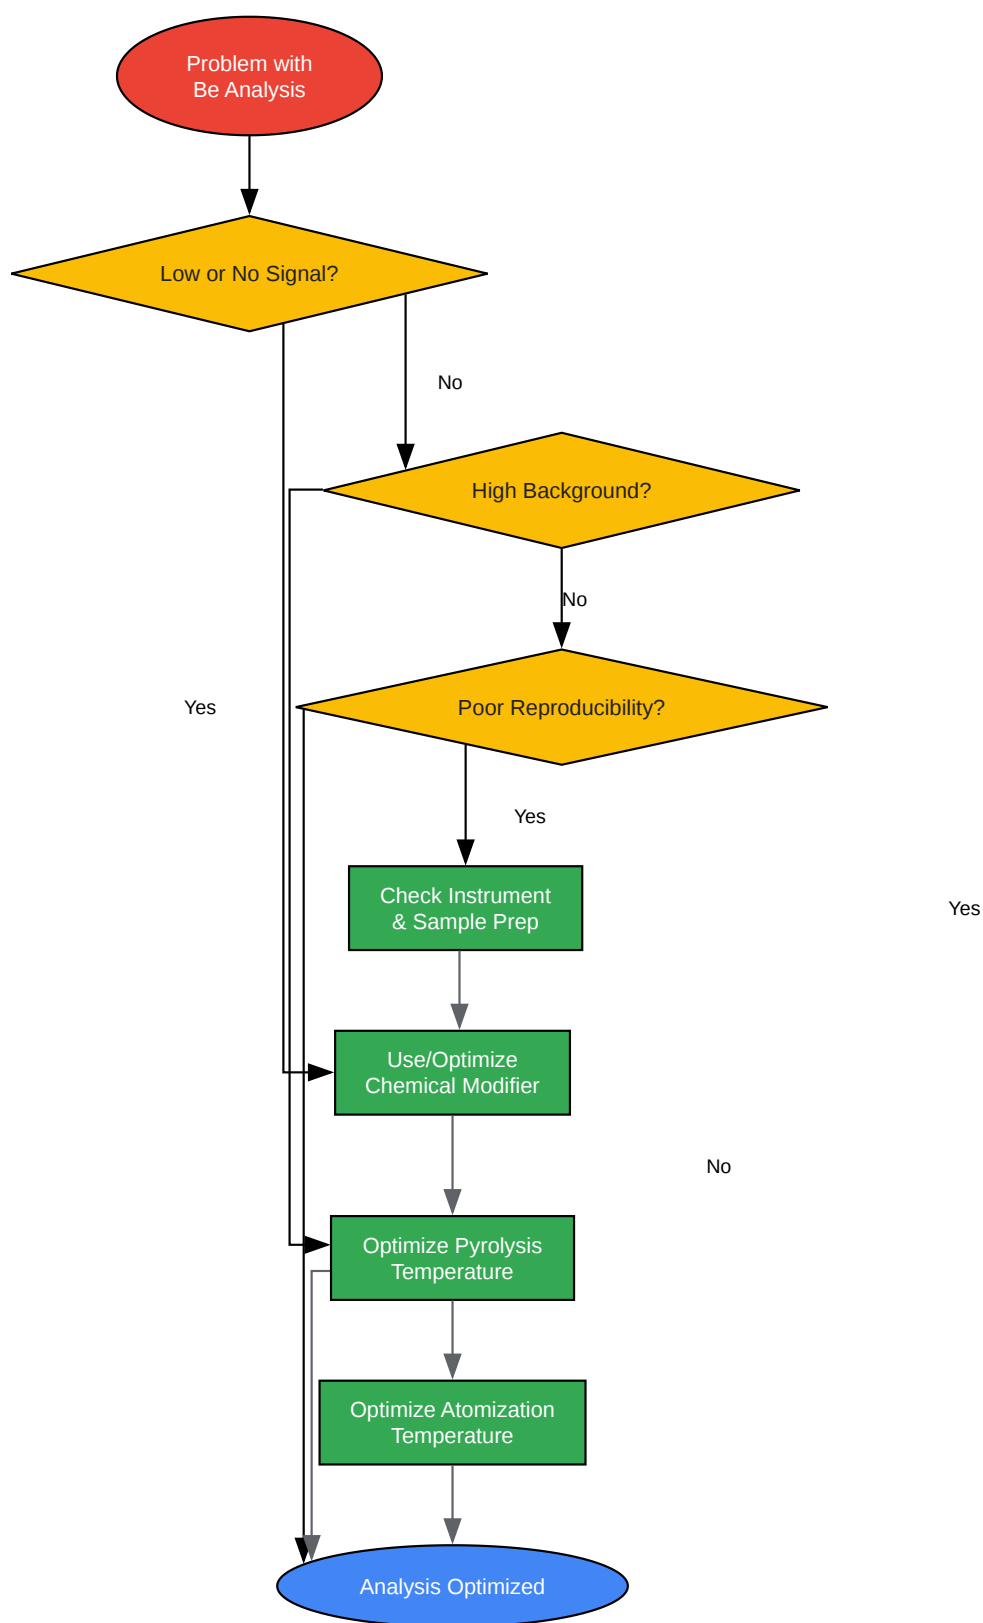 Problem with
Be Analysis
Low or No Signal?
No
High Background?
No
Yes
Poor Reproducibility?
Yes
Check Instrument
& Sample Prep
Yes
Use/Optimize
Chemical Modifier
No
Optimize Pyrolysis
Temperature
Optimize Atomization
Temperature
Analysis Optimized